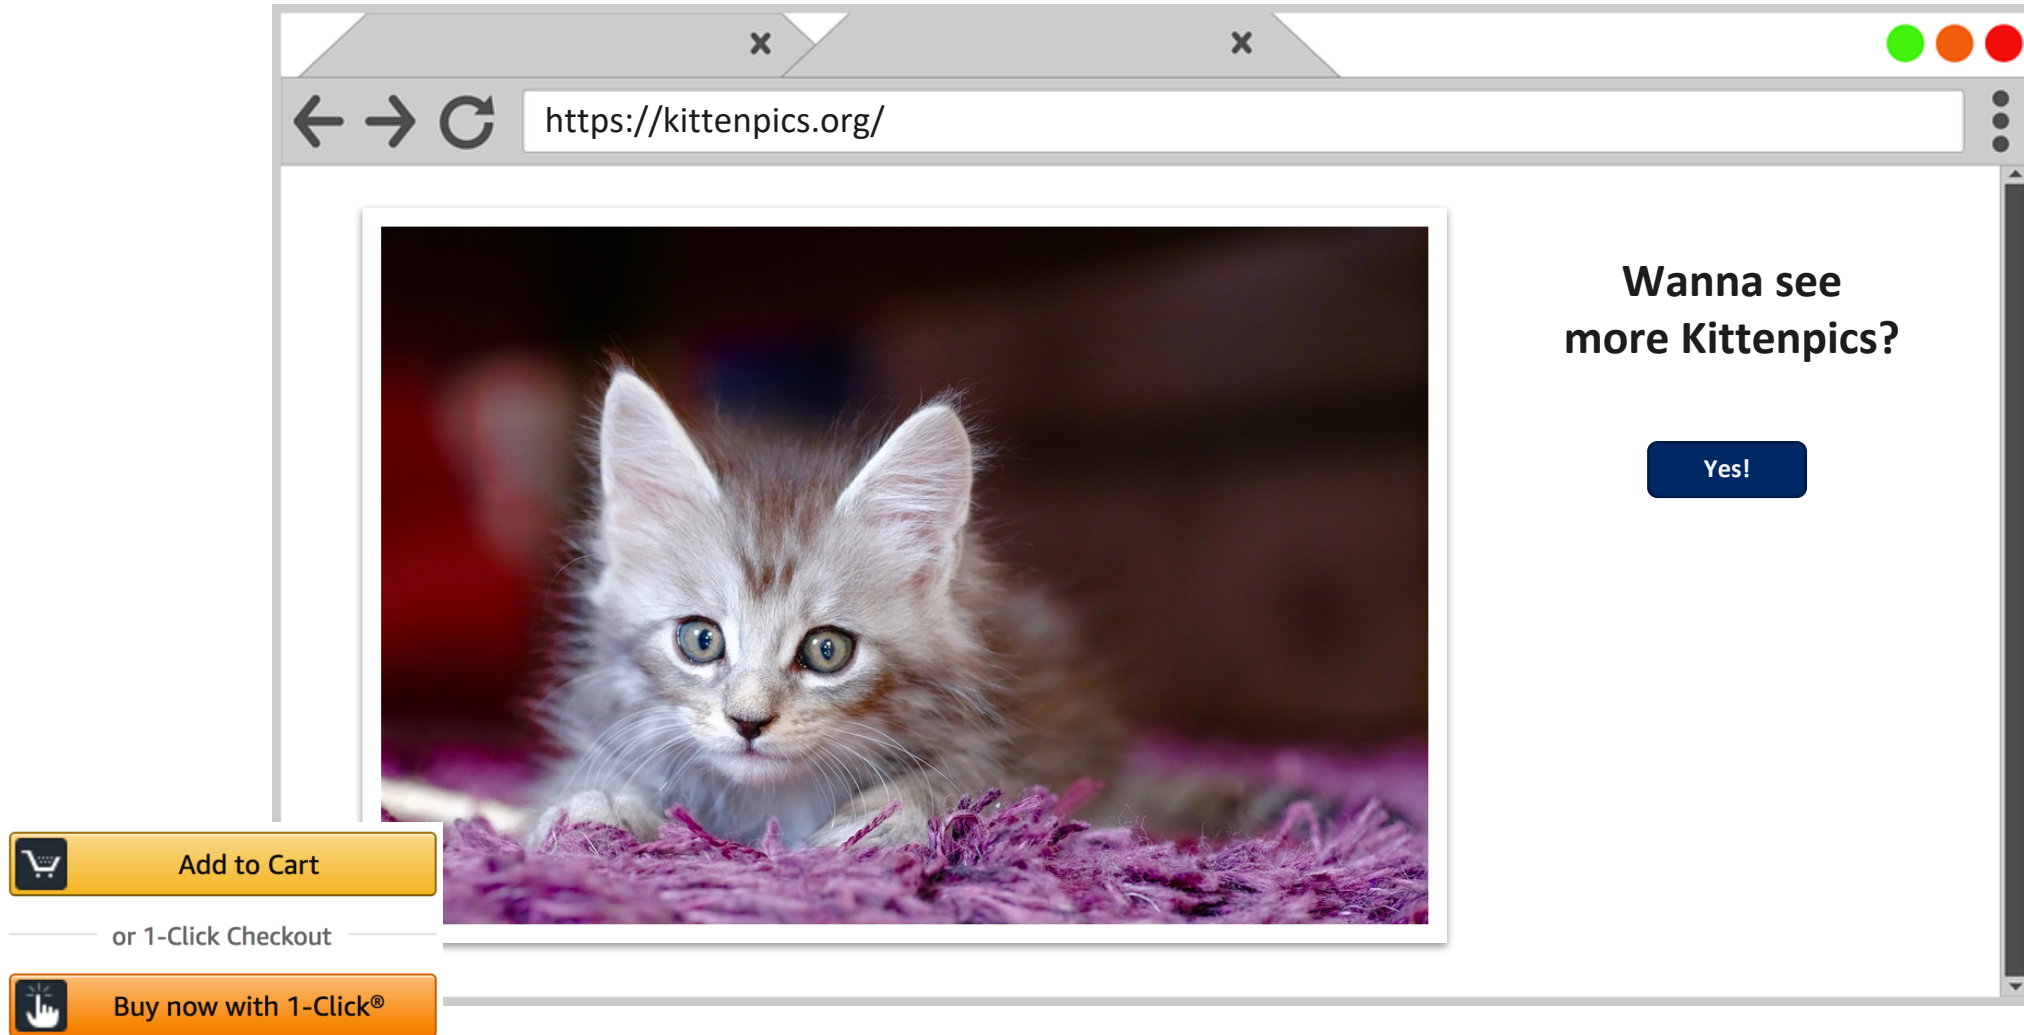 https://kittenpics.org/
Wanna see
more Kittenpics?
Yes!
Add to Cart
or 1-Click Checkout
Buy now with 1-Click®